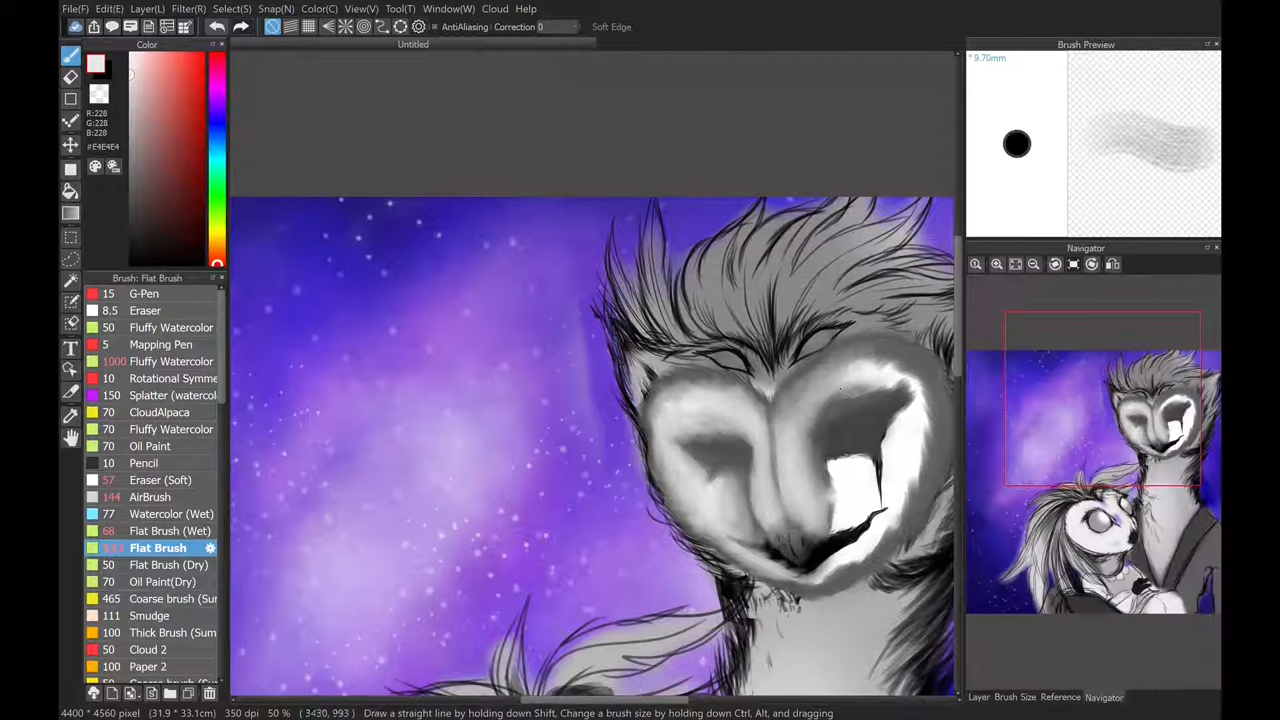 File(F) Edit(E) Layer(L) Filter(R) Select(S) Snap(N) Color(C) View(V) Tool(T) Window(W) Cloud Help
AntiAliasing Correction 0 Soft Edge
Color
Untitled
Brush Preview
* 9.70mm
R:228
G:228
B:228
#E4E4E4
Navigator
Brush: Flat Brush
15 G-Pen
8.5 Eraser
50 Fluffy Watercolor
5 Mapping Pen
1000 Fluffy Watercolor
10 Rotational Symme
150 Splatter (watercol
70 CloudAlpaca
70 Fluffy Watercolor
70 Oil Paint
10 Pencil
57 Eraser (Soft)
144 AirBrush
77 Watercolor (Wet)
68 Flat Brush (Wet)
Flat Brush
50 Flat Brush (Dry)
70 Oil Paint(Dry)
465 Coarse brush (Sur
111 Smudge
100 Thick Brush (Sum
50 Cloud 2
100 Paper 2
Layer Brush Size Reference Navigator
4400 * 4560 pixel (31.9 * 33.1cm) 350 dpi 50 % ( 3430, 993 ) Draw a straight line by holding down Shift, Change a brush size by holding down Ctrl, Alt, and dragging